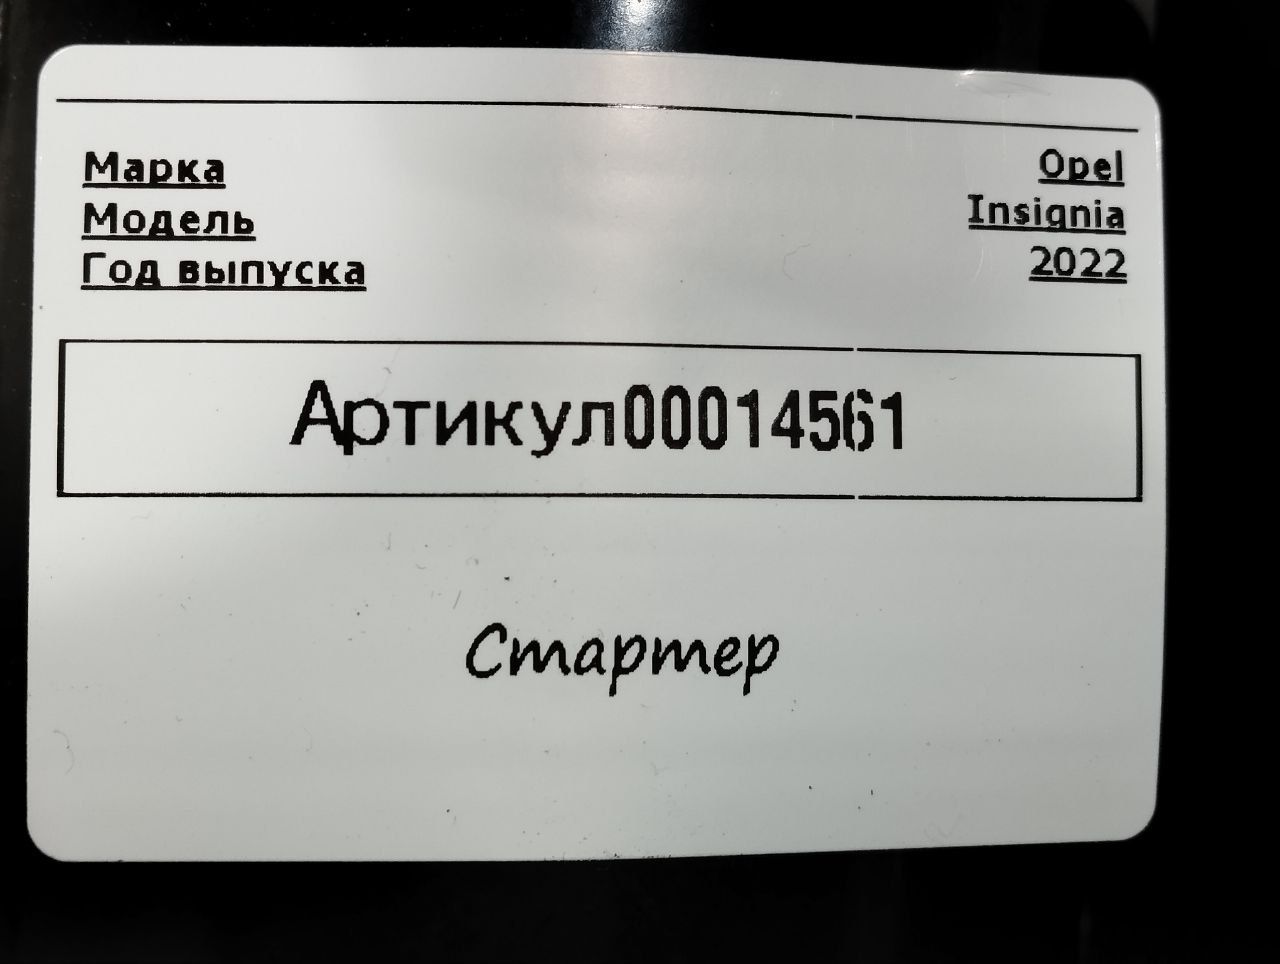 Марка Opel
Модель Insignia
Год выпуска 2022
Артикул00014561
Стартер